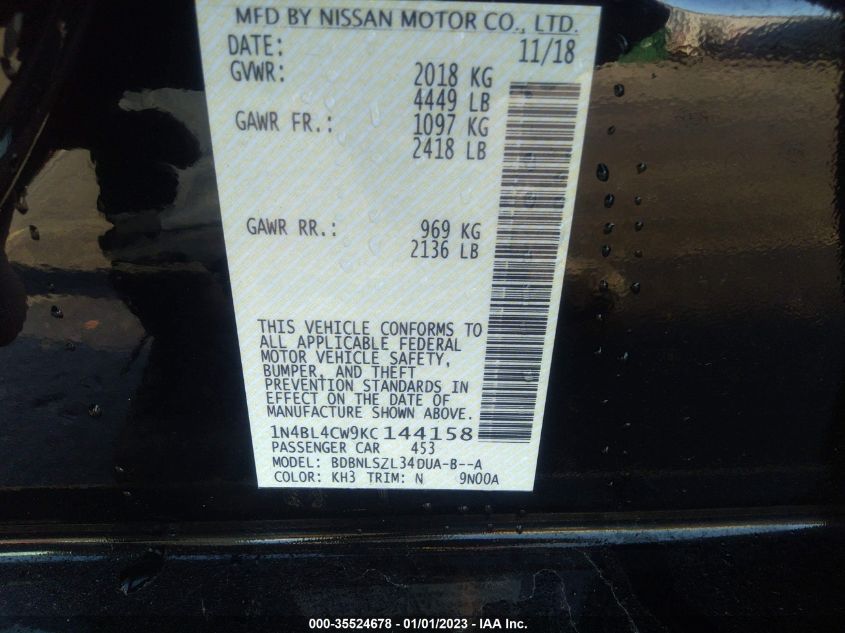 MFD BY NISSAN MOTOR CO., LTD.
DATE: 11/18
GVWR: 2018 KG
4449 LB
GAWR FR.: 1097 KG
2418 LB
GAWR RR.: 969 KG
2136 LB
THIS VEHICLE CONFORMS TO
ALL APPLICABLE FEDERAL
MOTOR VEHICLE SAFETY,
BUMPER, AND THEFT
PREVENTION STANDARDS IN
EFFECT ON THE DATE OF
MANUFACTURE SHOWN ABOVE.
1N4BL4CW9KC144158
PASSENGER CAR 453
MODEL: BDBNLSZL34DUA-B--A
COLOR: KH3 TRIM: N 9N00A
000-35524678 - 01/01/2023 - IAA Inc.